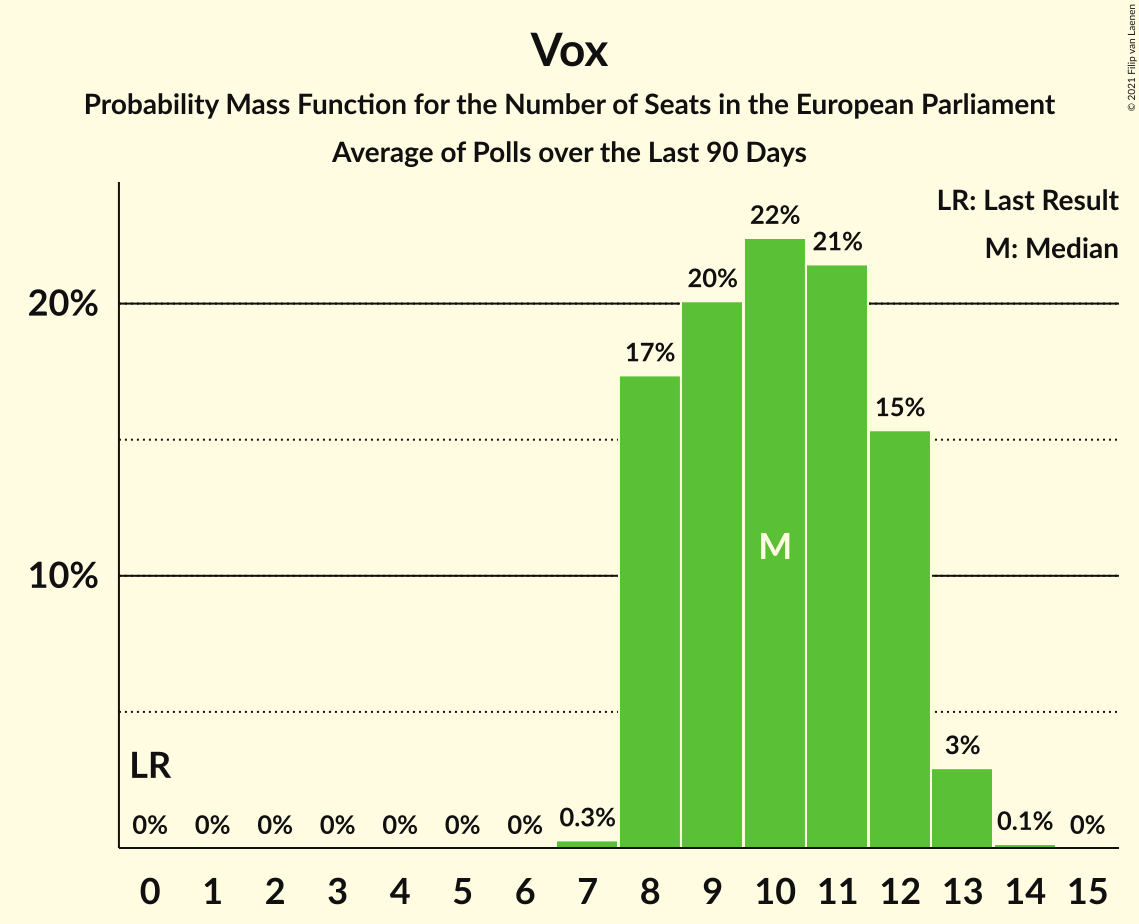 Vox
Probability Mass Function for the Number of Seats in the European Parliament
Average of Polls over the Last 90 Days
© 2021 Filip van Laenen
LR: Last Result
M: Median
20%
10%
LR
M
0% 0% 0% 0% 0% 0% 0% 0.3% 17% 20% 22% 21% 15% 3% 0.1% 0%
0 1 2 3 4 5 6 7 8 9 10 11 12 13 14 15